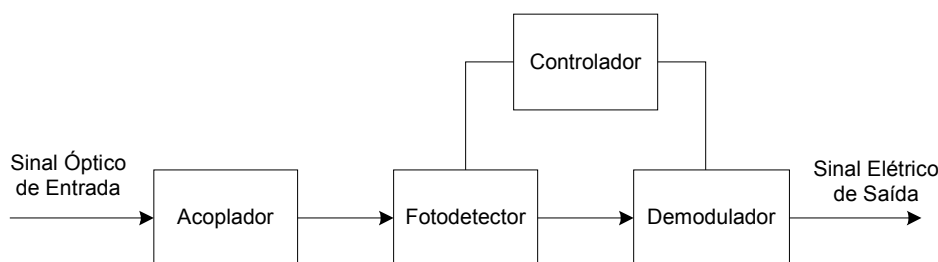 Controlador
Sinal Óptico
de Entrada
Acoplador
Fotodetector
Demodulador
Sinal Elétrico
de Saída